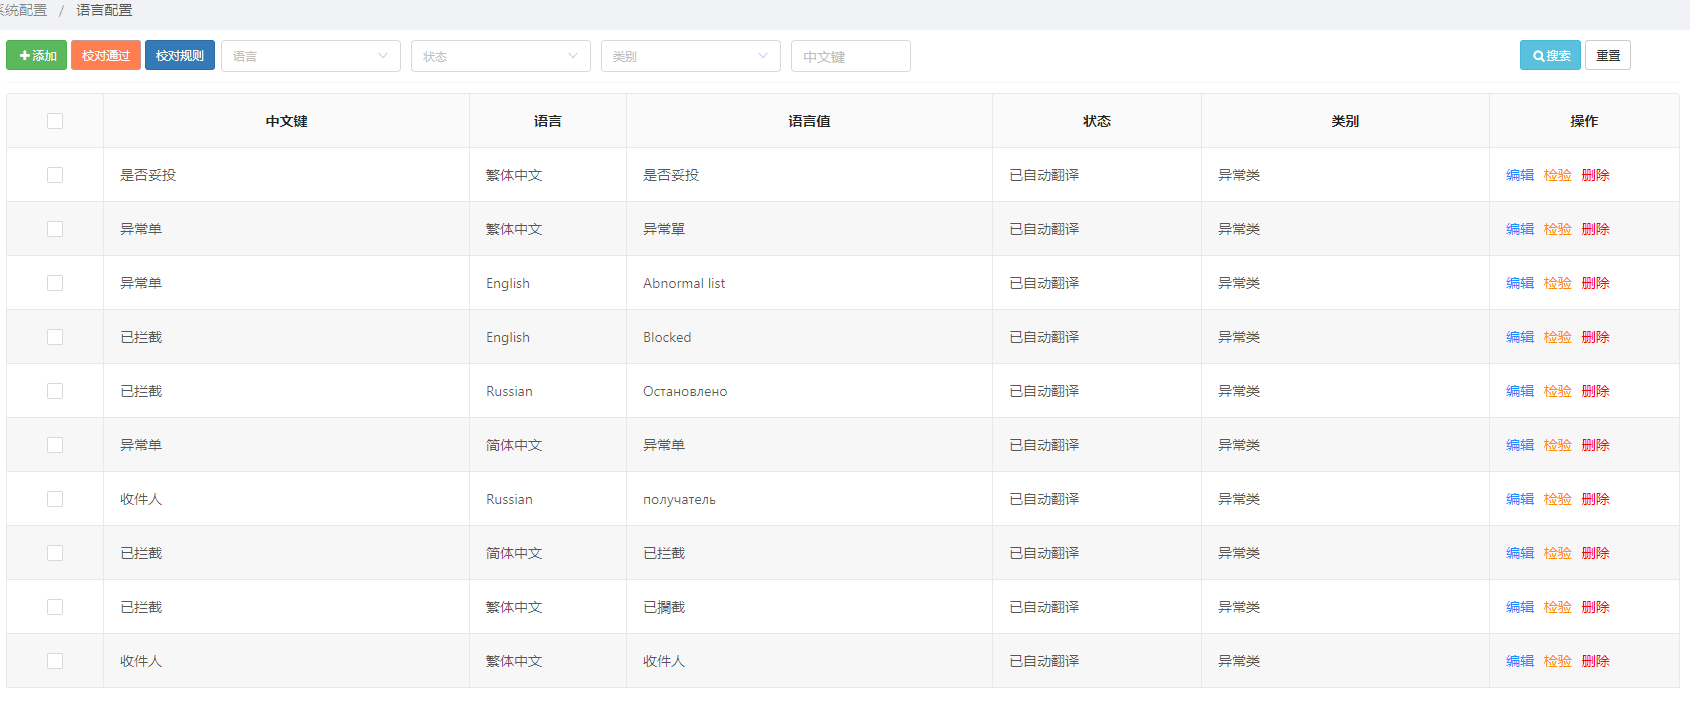 系统配置 / 语言配置
添加 校对通过 校对规则 语言 状态 类别 中文键 搜索 重置
中文键 语言 语言值 状态 类别 操作
是否妥投 繁体中文 是否妥投 已自动翻译 异常类 编辑 检验 删除
异常单 繁体中文 异常單 已自动翻译 异常类 编辑 检验 删除
异常单 English Abnormal list 已自动翻译 异常类 编辑 检验 删除
已拦截 English Blocked 已自动翻译 异常类 编辑 检验 删除
已拦截 Russian Остановлено 已自动翻译 异常类 编辑 检验 删除
异常单 简体中文 异常单 已自动翻译 异常类 编辑 检验 删除
收件人 Russian получатель 已自动翻译 异常类 编辑 检验 删除
已拦截 简体中文 已拦截 已自动翻译 异常类 编辑 检验 删除
已拦截 繁体中文 已攔截 已自动翻译 异常类 编辑 检验 删除
收件人 繁体中文 收件人 已自动翻译 异常类 编辑 检验 删除